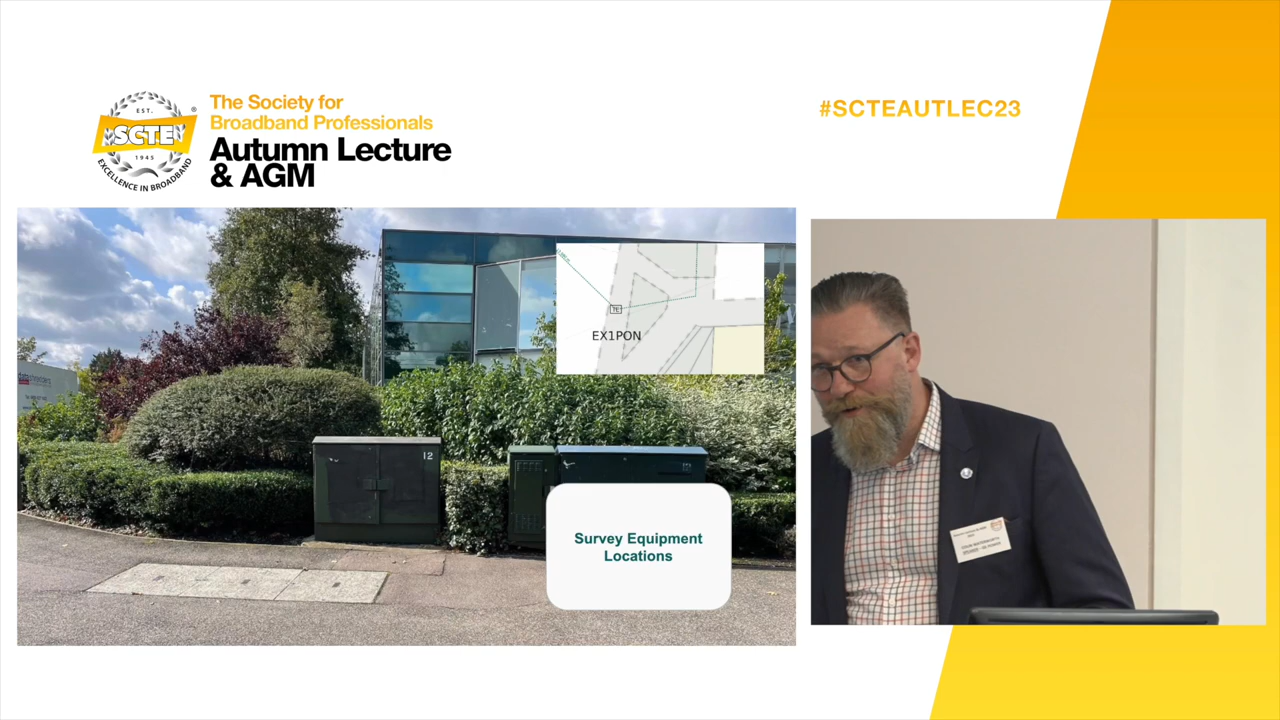 EST.
SCTE
®
1945
EXCELLENCE IN BROADBAND
The Society for
Broadband Professionals
Autumn Lecture
& AGM
#SCTEAUTLEC23
EX1PON
12
Survey Equipment
Locations